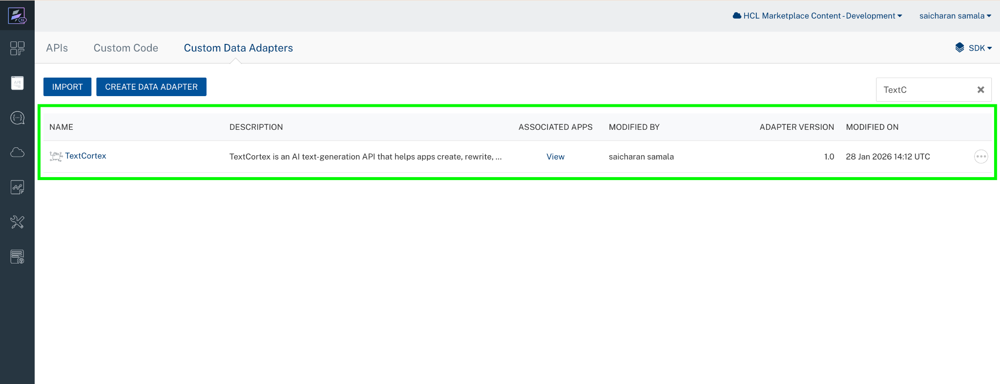 HCL Marketplace Content - Development saicharan samala
APIs Custom Code Custom Data Adapters SDK
IMPORT CREATE DATA ADAPTER TextC
NAME DESCRIPTION ASSOCIATED APPS MODIFIED BY ADAPTER VERSION MODIFIED ON
TextCortex TextCortex is an AI text-generation API that helps apps create, rewrite, ... View saicharan samala 1.0 28 Jan 2026 14:12 UTC